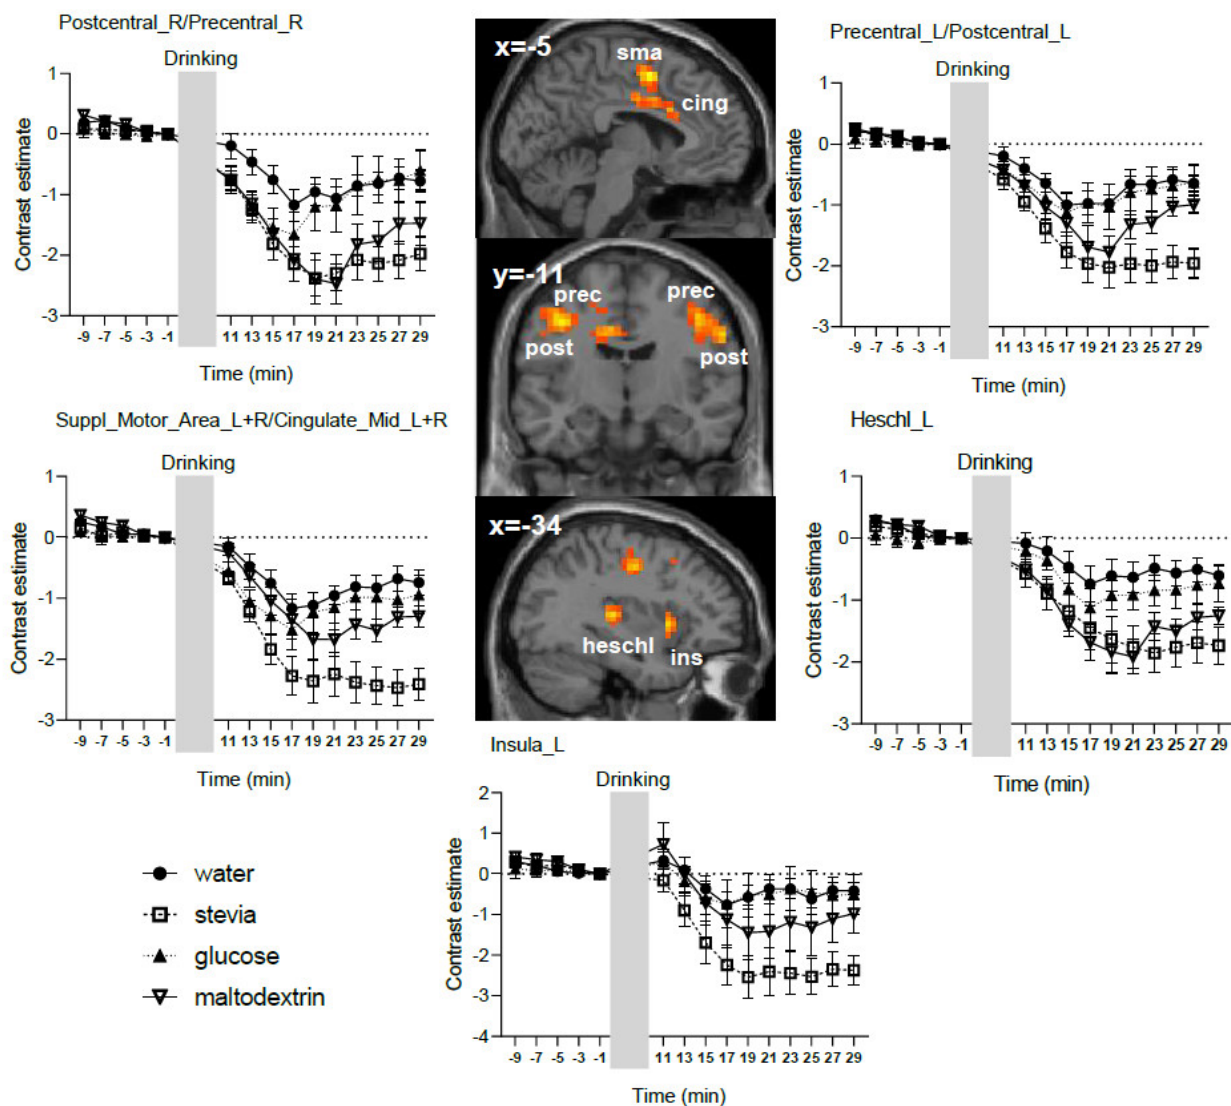 Postcentral_R/Precentral_R
Drinking
Contrast estimate
1
0
-1
-2
-3
-9 -7 -5 -3 -1 11 13 15 17 19 21 23 25 27 29
Time (min)
x=-5
sma
cing
y=-11
prec
prec
post
post
x=-34
heschl
ins
Precentral_L/Postcentral_L
Drinking
Contrast estimate
1
0
-1
-2
-3
-9 -7 -5 -3 -1 11 13 15 17 19 21 23 25 27 29
Time (min)
Suppl_Motor_Area_L+R/Cingulate_Mid_L+R
Drinking
Contrast estimate
1
0
-1
-2
-3
-9 -7 -5 -3 -1 11 13 15 17 19 21 23 25 27 29
Time (min)
Heschl_L
Drinking
Contrast estimate
1
0
-1
-2
-3
-9 -7 -5 -3 -1 11 13 15 17 19 21 23 25 27 29
Time (min)
Insula_L
Drinking
Contrast estimate
2
1
0
-1
-2
-3
-4
-9 -7 -5 -3 -1 11 13 15 17 19 21 23 25 27 29
Time (min)
water
stevia
glucose
maltodextrin